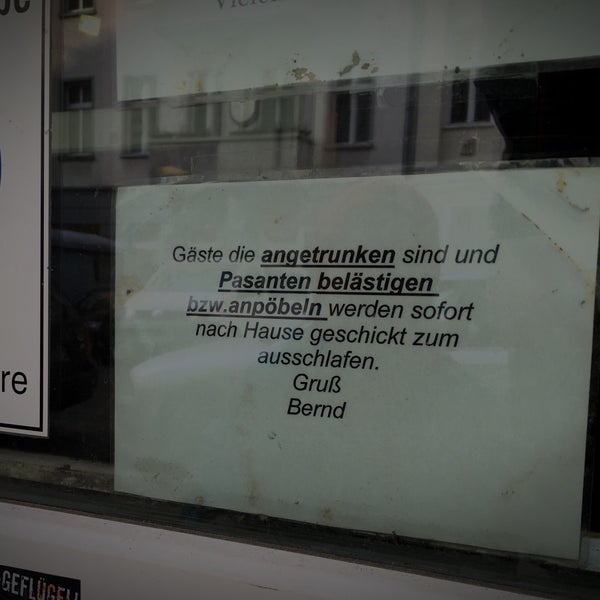 Gäste die angetrunken sind und
Pasanten belästigen
bzw.anpöbeln werden sofort
nach Hause geschickt zum
ausschlafen.
Gruß
Bernd
re
GEFLÜGEL!